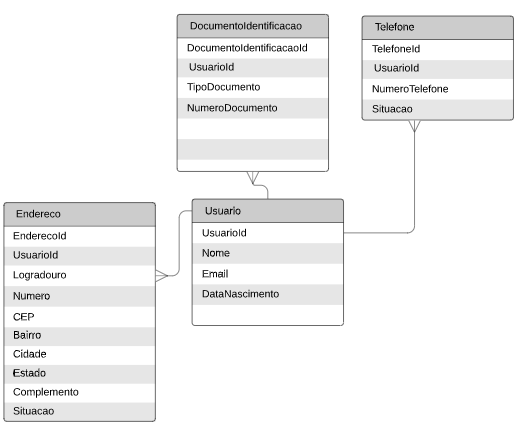 DocumentoIdentificacao
DocumentoIdentificacaoId
UsuarioId
TipoDocumento
NumeroDocumento
Telefone
TelefoneId
UsuarioId
NumeroTelefone
Situacao
Endereco
EnderecoId
UsuarioId
Logradouro
Numero
CEP
Bairro
Cidade
Estado
Complemento
Situacao
Usuario
UsuarioId
Nome
Email
DataNascimento